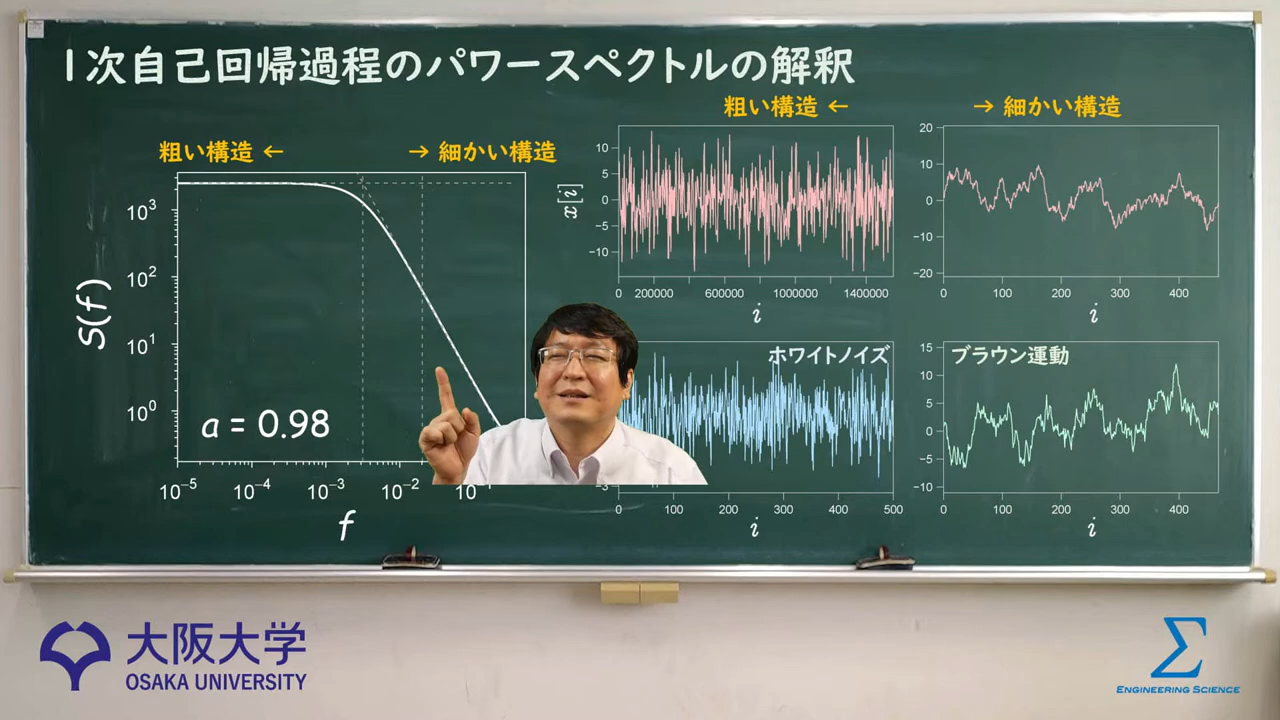 1次自己回帰過程のパワースペクトルの解釈
粗い構造 ←
→ 細かい構造
S(f)
10³
10²
10¹
10⁰
a = 0.98
10⁻⁵
10⁻⁴
10⁻³
10⁻²
f
粗い構造 ←
x[i]
10
5
0
−5
−10
0
200000
600000
1000000
1400000
i
→ 細かい構造
20
10
0
−10
−20
0
100
200
300
400
i
ホワイトノイズ
−3
0
100
200
300
400
500
i
ブラウン運動
15
10
5
0
−5
−10
0
100
200
300
400
i
大阪大学
OSAKA UNIVERSITY
Σ
ENGINEERING SCIENCE